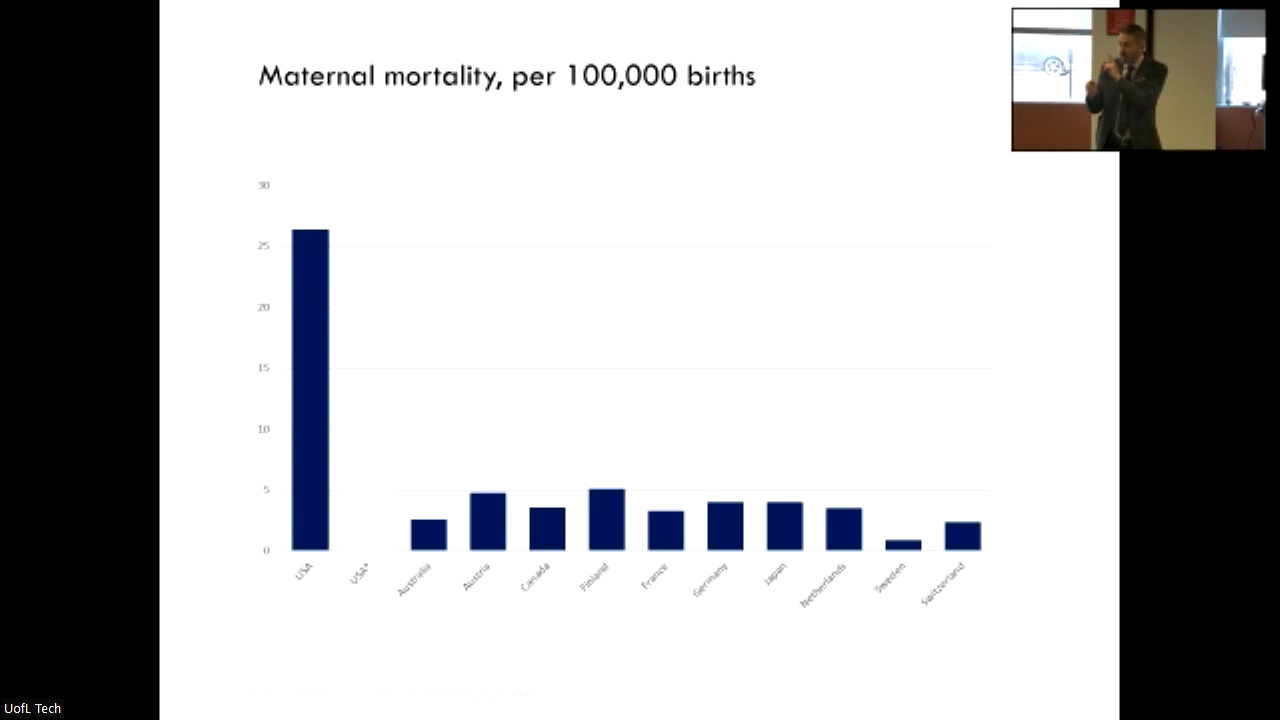 Maternal mortality, per 100,000 births
30
25
20
15
10
5
0
USA
USA*
Australia
Austria
Canada
Finland
France
Germany
Japan
Netherlands
Sweden
Switzerland
UofL Tech